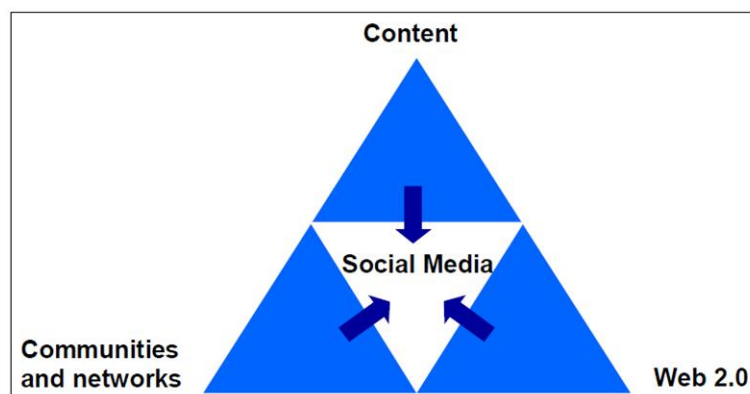 Content
Social Media
Communities
and networks
Web 2.0